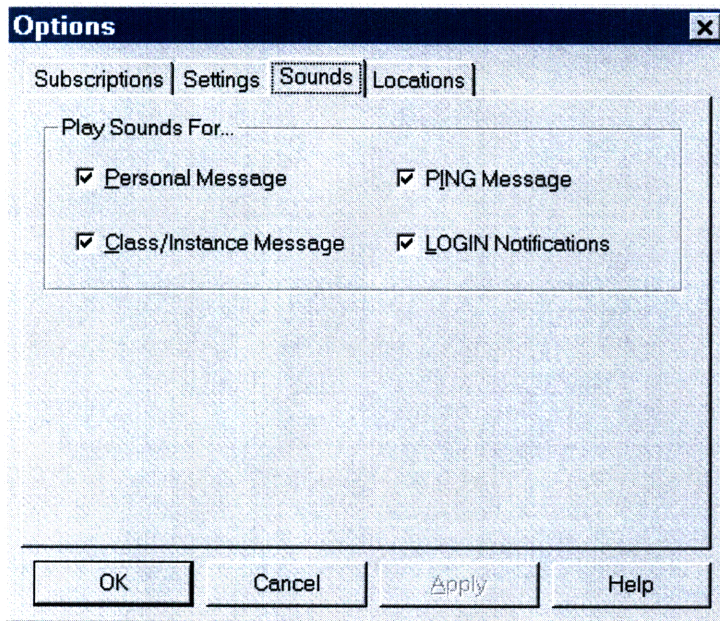 Options
Subscriptions Settings Sounds Locations
Play Sounds For...
Personal Message PING Message
Class/Instance Message LOGIN Notifications
OK Cancel Apply Help